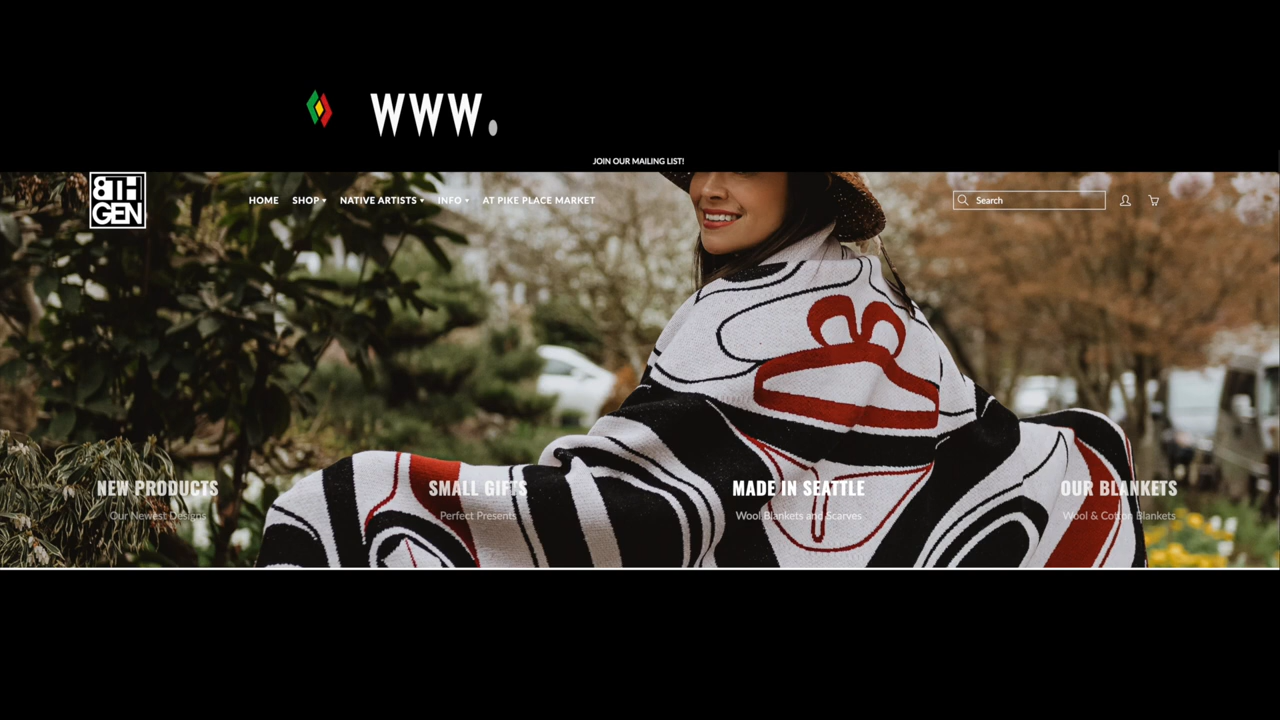 WWW.
JOIN OUR MAILING LIST!
8TH
GEN
HOME SHOP NATIVE ARTISTS INFO AT PIKE PLACE MARKET
Search
NEW PRODUCTS
Our Newest Designs
SMALL GIFTS
Perfect Presents
MADE IN SEATTLE
Wool Blankets and Scarves
OUR BLANKETS
Wool & Cotton Blankets